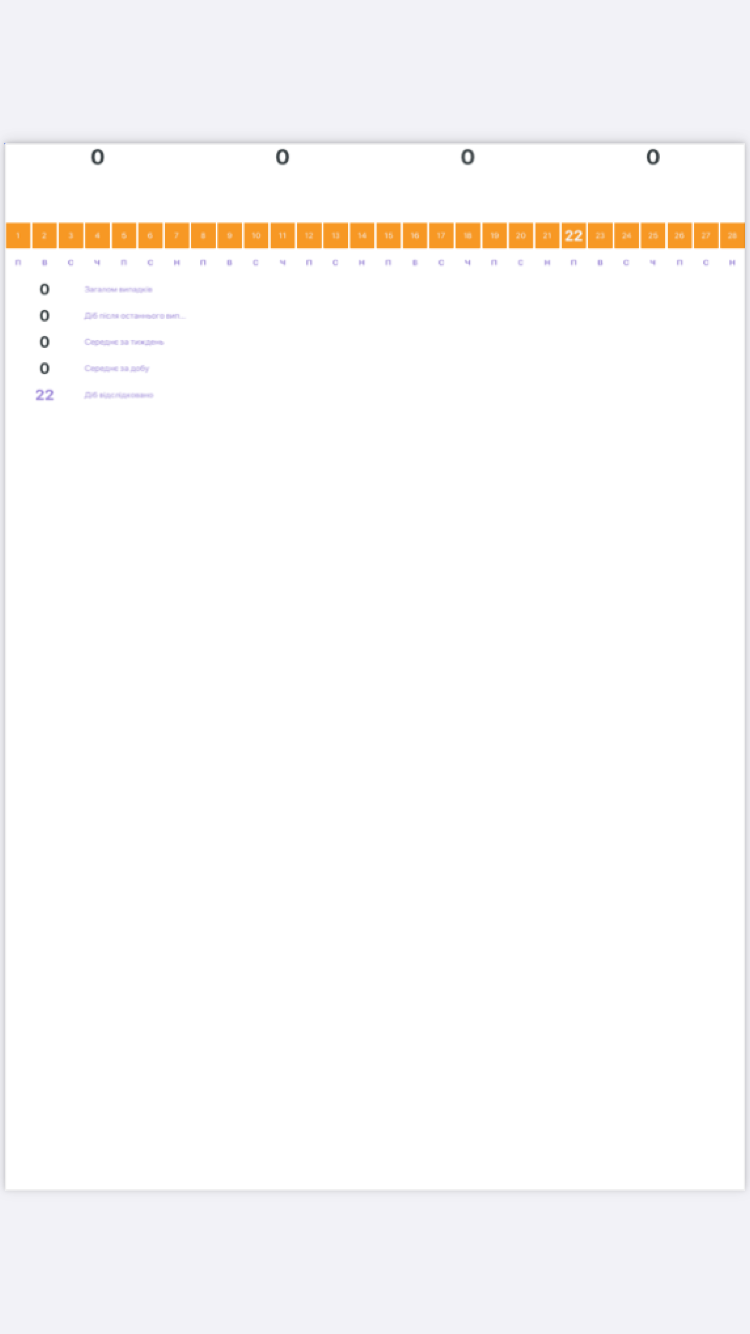 0 0 0 0
1 2 3 4 5 6 7 8 9 10 11 12 13 14 15 16 17 18 19 20 21 22 23 24 25 26 27 28
П В С Ч П С Н П В С Ч П С Н П В С Ч П С Н П В С Ч П С Н
0 Загалом випадків
0 Діб після останнього вип...
0 Середнє за тиждень
0 Середнє за добу
22 Діб відслідковано